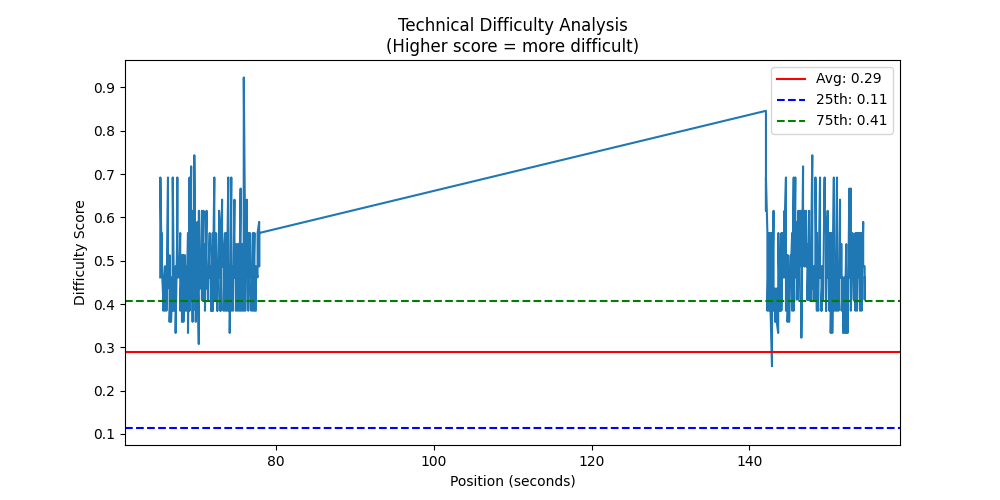 Technical Difficulty Analysis
(Higher score = more difficult)
Avg: 0.29
25th: 0.11
75th: 0.41
Difficulty Score
0.9
0.8
0.7
0.6
0.5
0.4
0.3
0.2
0.1
80
100
120
140
Position (seconds)